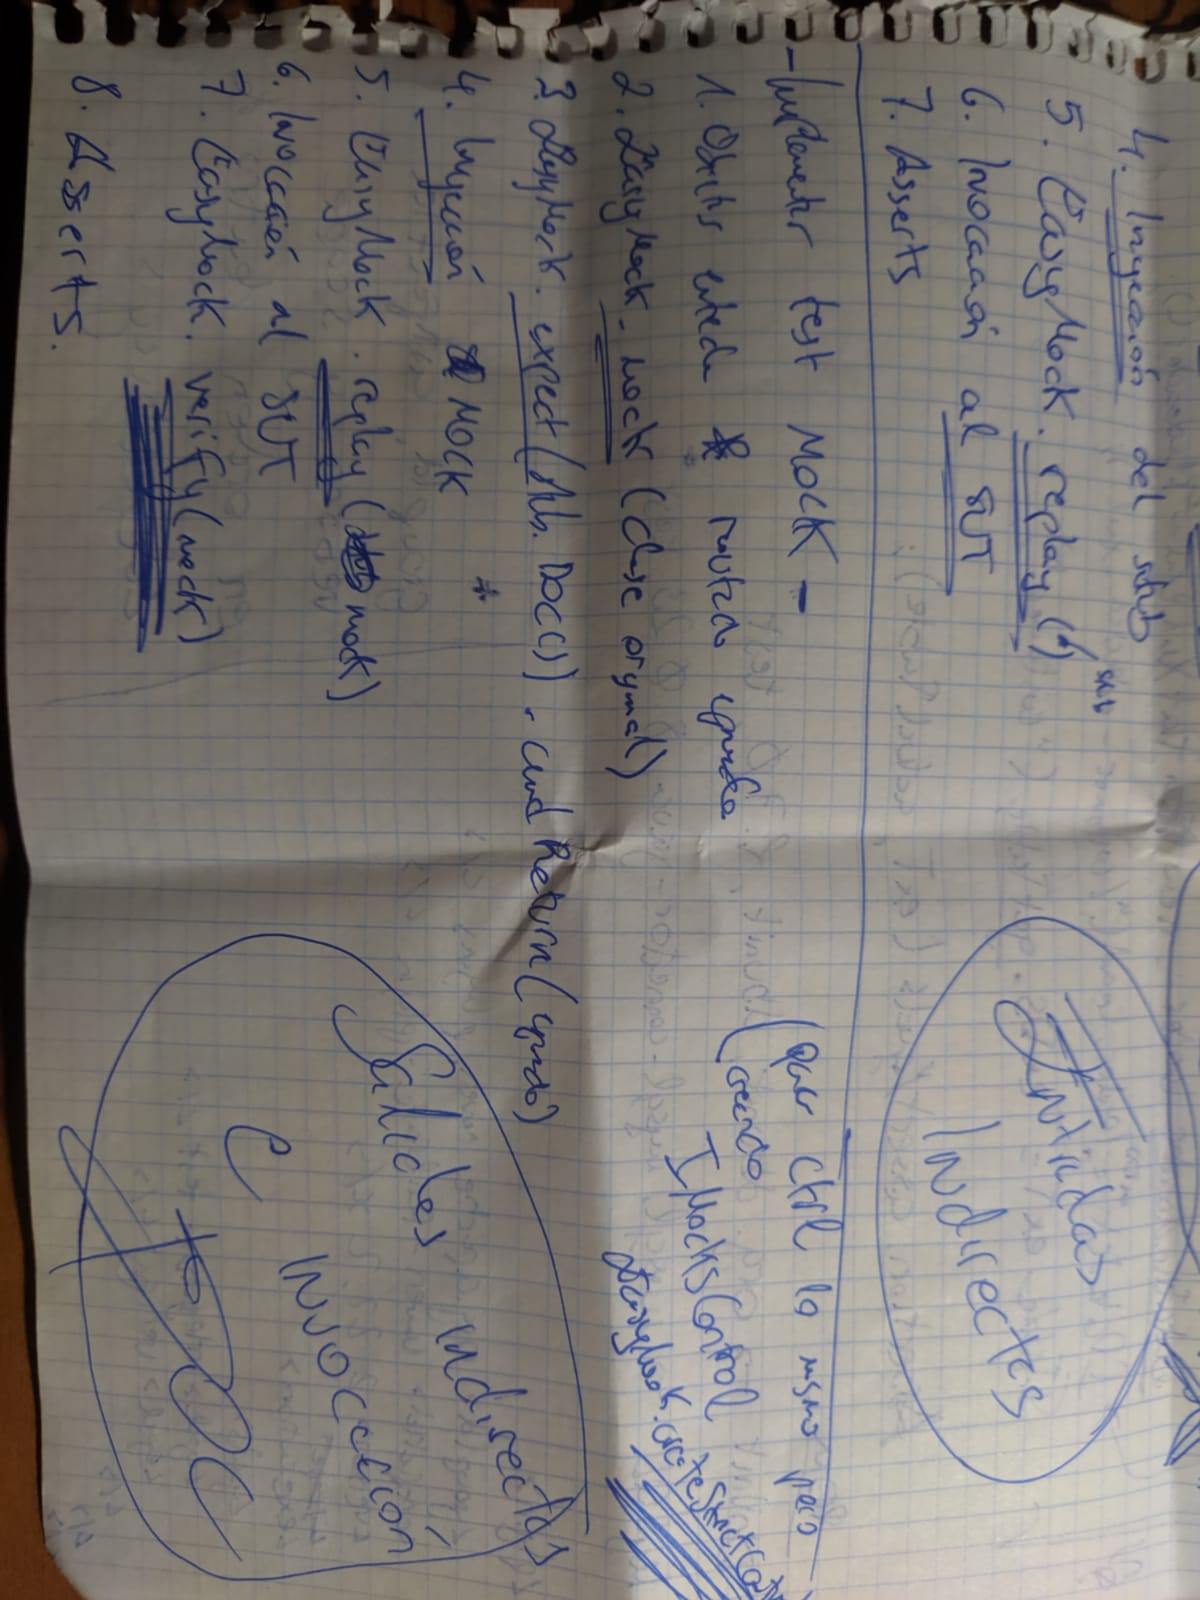 4. Inyección del stub
stub
5. EasyMock. replay (^)
6. Invocación al SUT
7. Asserts
Entradas
Indirectas
- Implementar test MOCK -
(para ctrl lo mismo pero
creando
IMocksControl
EasyMock.createStrictControl
1. entrada resultado esperado
2. EasyMock. mock (clase original)
3. EasyMock. expect( DOC()) . andReturn( esperado)
4. Inyección MOCK *
5. EasyMock. replay ( mock)
6. Invocación al SUT
7. EasyMock. verify(mock)
8. Asserts.
Salidas indirectas
e invocación
DOC